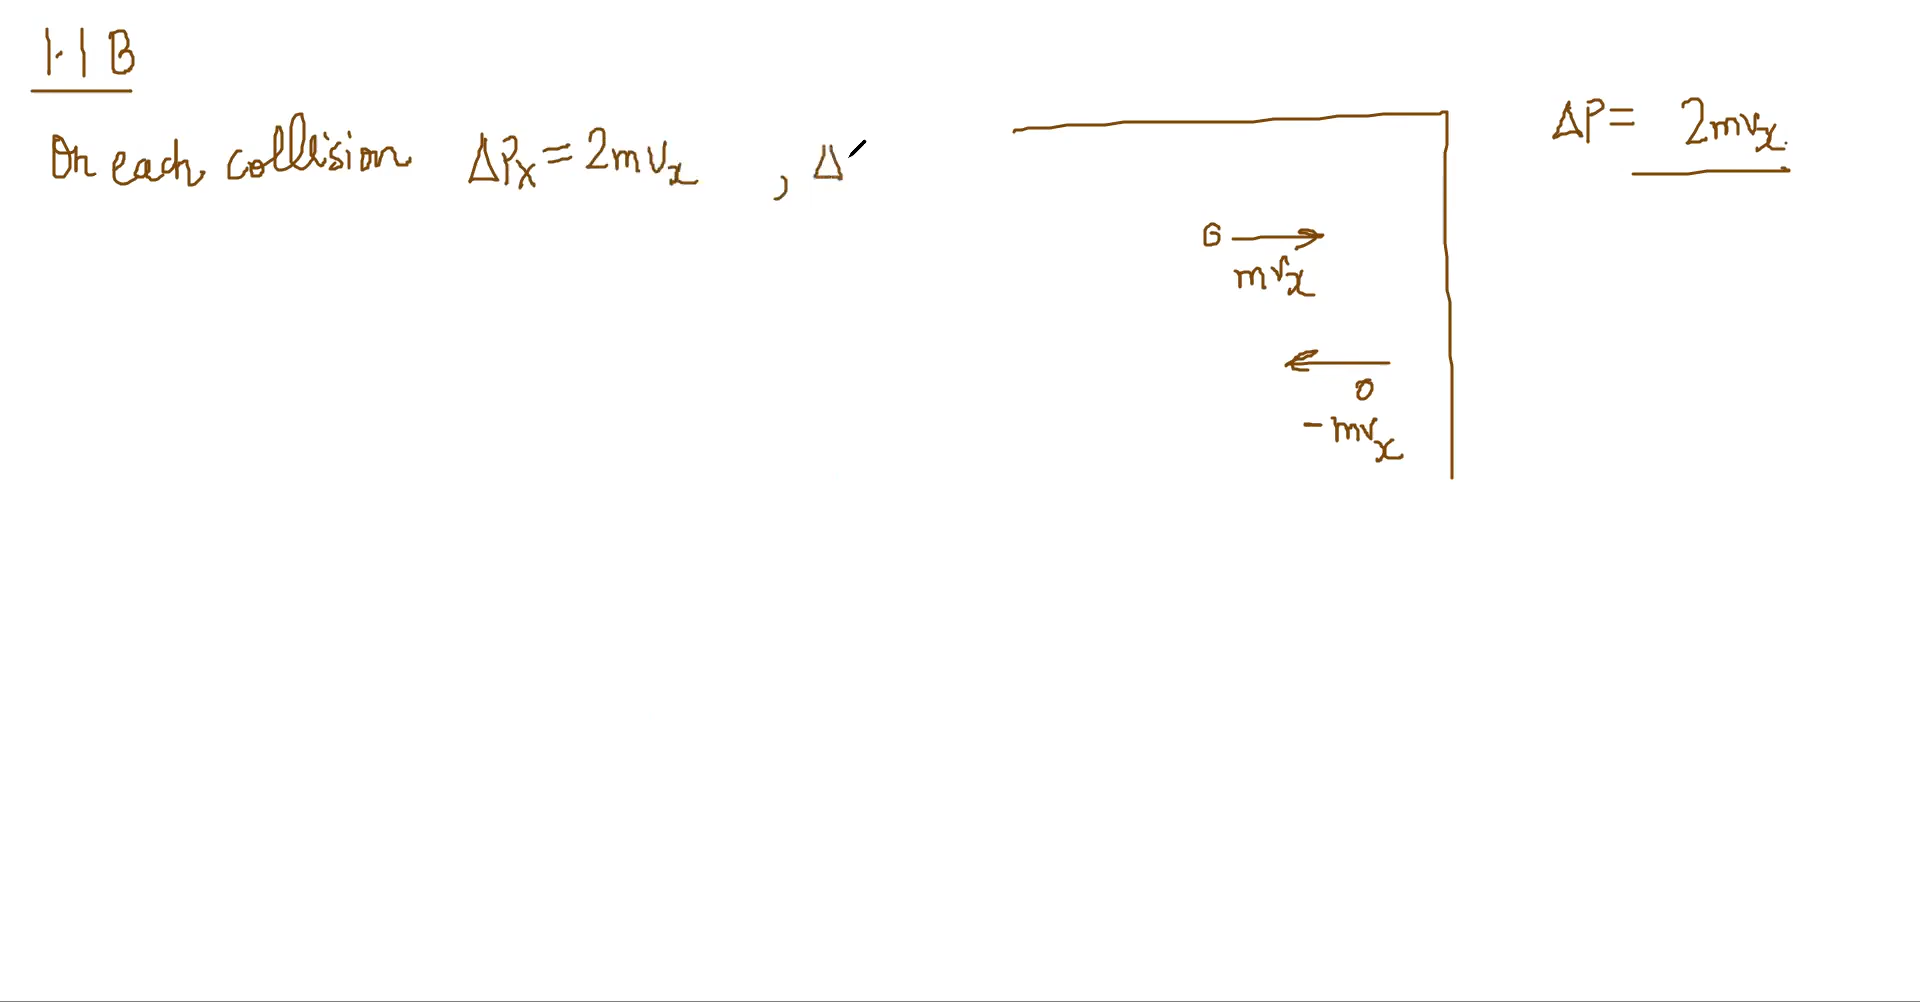 1.1 B
On each collision ΔPx = 2mvx , Δ
ΔP = 2mvx.
mvx
-mvx